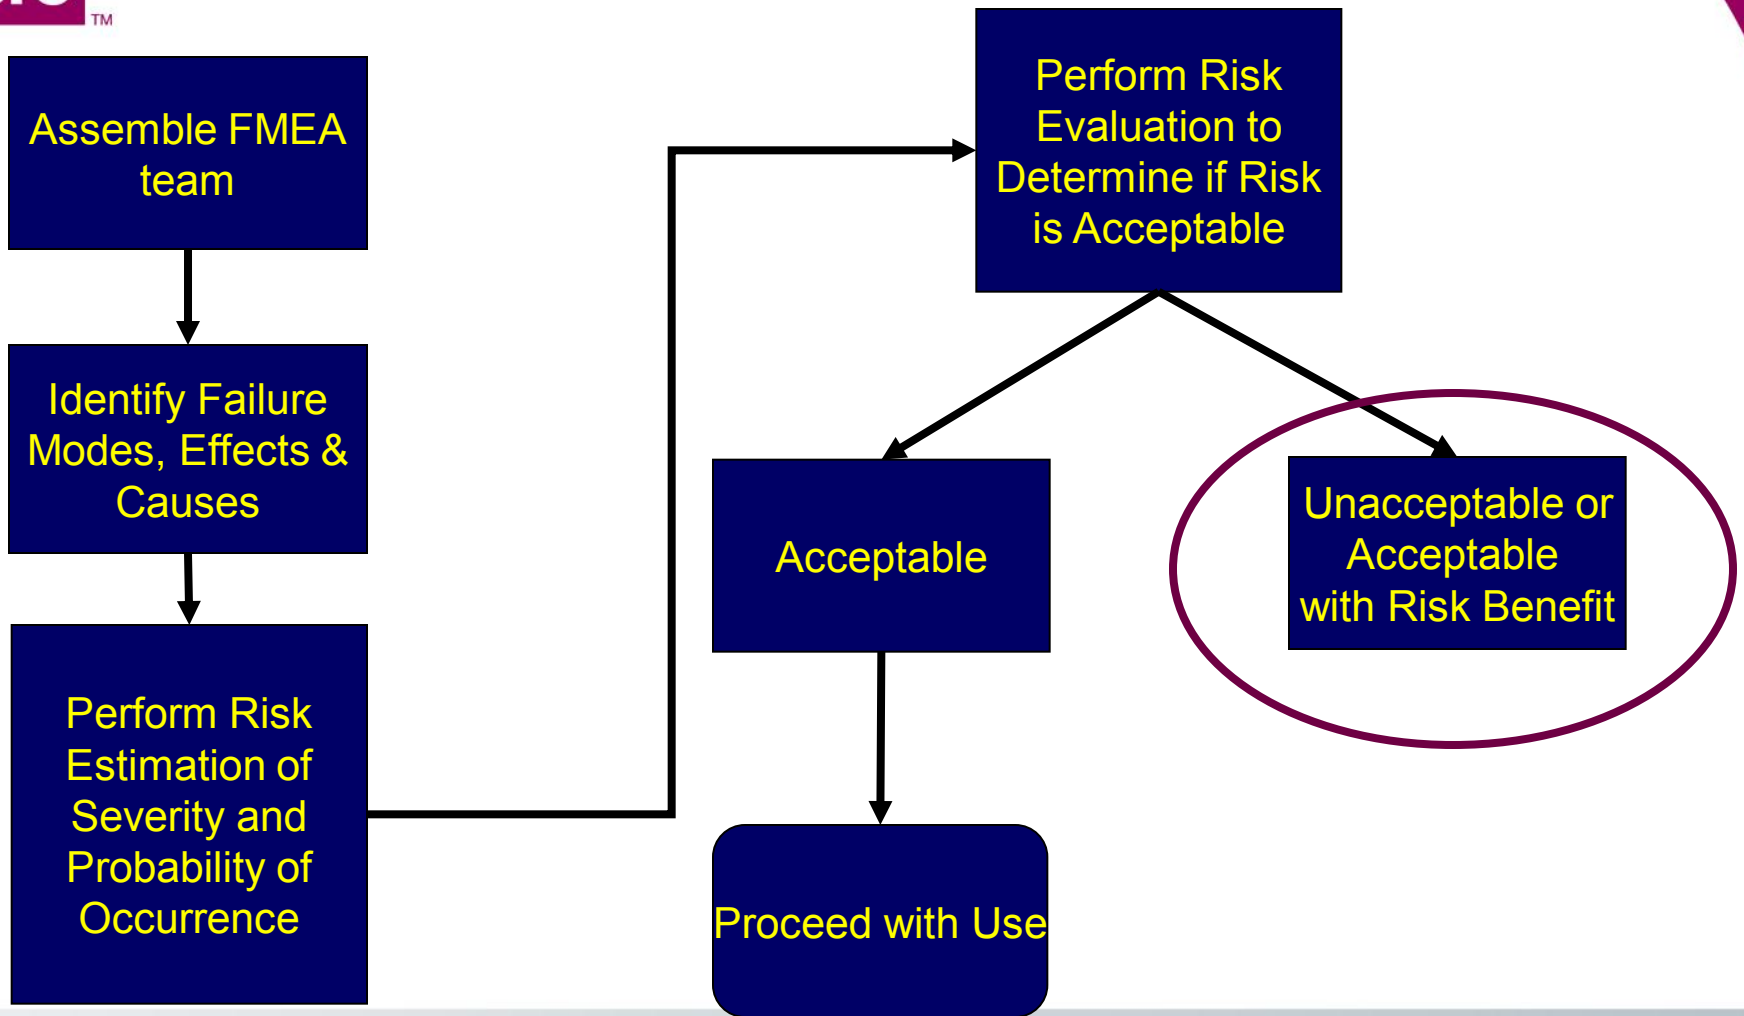 TM
Assemble FMEA
team
Identify Failure
Modes, Effects &
Causes
Perform Risk
Estimation of
Severity and
Probability of
Occurrence
Perform Risk
Evaluation to
Determine if Risk
is Acceptable
Acceptable
Unacceptable or
Acceptable
with Risk Benefit
Proceed with Use